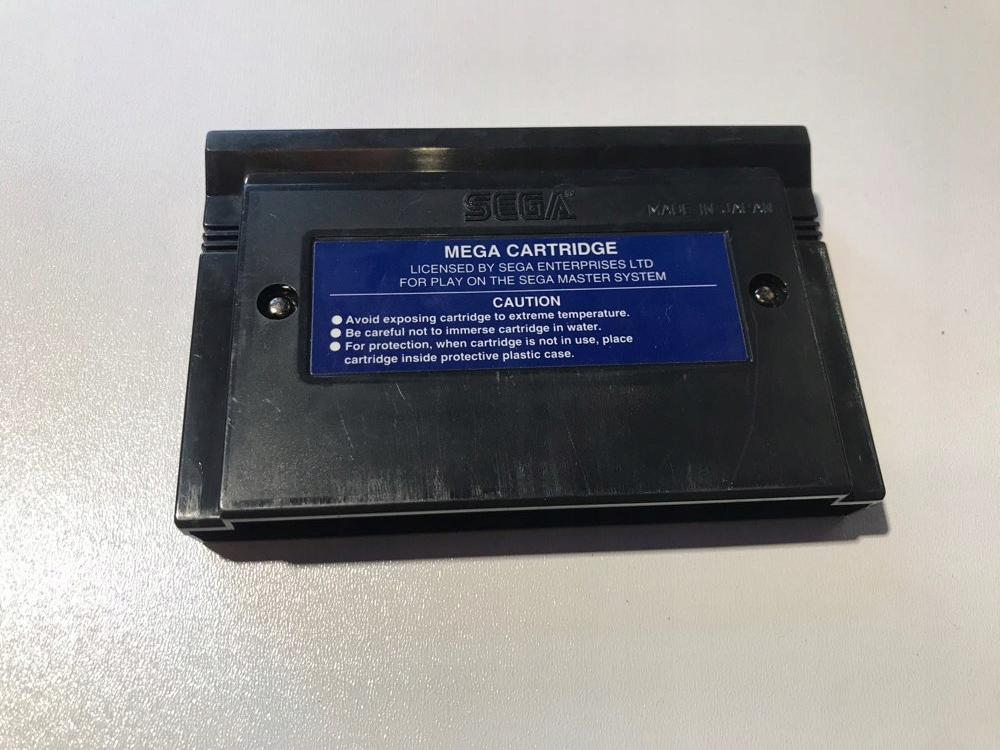 SEGA™
MADE IN JAPAN
MEGA CARTRIDGE
LICENSED BY SEGA ENTERPRISES LTD
FOR PLAY ON THE SEGA MASTER SYSTEM
CAUTION
● Avoid exposing cartridge to extreme temperature.
● Be careful not to immerse cartridge in water.
● For protection, when cartridge is not in use, place
cartridge inside protective plastic case.